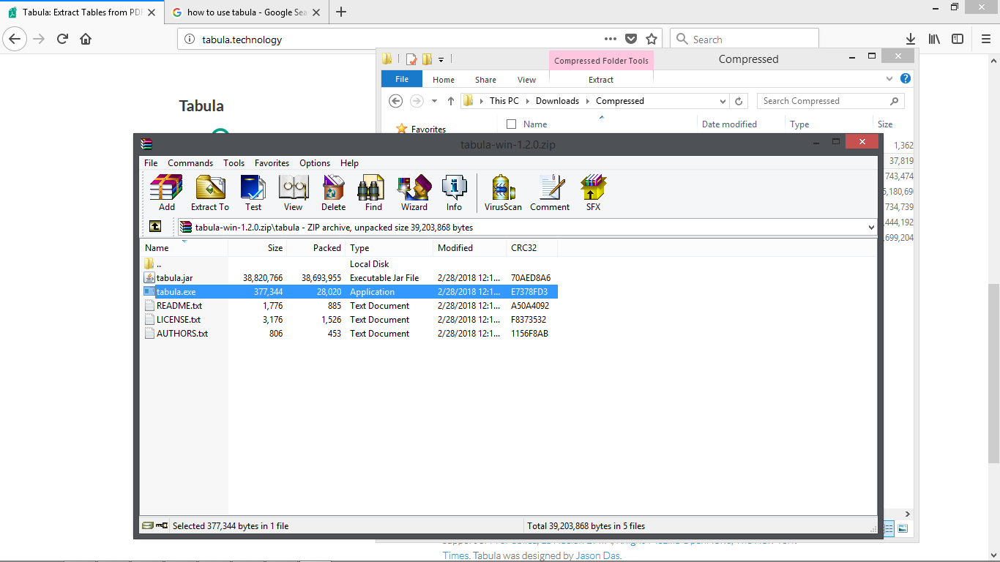 Tabula: Extract Tables from PDF
how to use tabula - Google Sea
tabula.technology
Search
Tabula
Compressed Folder Tools
Compressed
File
Home
Share
View
Extract
This PC
Downloads
Compressed
Search Compressed
Favorites
Name
Date modified
Type
Size
1,362
37,819
743,474
5,180,690
734,739
444,192
699,204
tabula-win-1.2.0.zip
File Commands Tools Favorites Options Help
Add Extract To Test View Delete Find Wizard Info VirusScan Comment SFX
tabula-win-1.2.0.zip\tabula - ZIP archive, unpacked size 39,203,868 bytes
Name Size Packed Type Modified CRC32
.. Local Disk
tabula.jar 38,820,766 38,693,955 Executable Jar File 2/28/2018 12:1... 70AED8A6
tabula.exe 377,344 28,020 Application 2/28/2018 12:1... E7378FD3
README.txt 1,776 885 Text Document 2/28/2018 12:1... A50A4092
LICENSE.txt 3,176 1,526 Text Document 2/28/2018 12:1... F8373532
AUTHORS.txt 806 453 Text Document 2/28/2018 12:1... 1156F8AB
Selected 377,344 bytes in 1 file
Total 39,203,868 bytes in 5 files
Times. Tabula was designed by Jason Das.